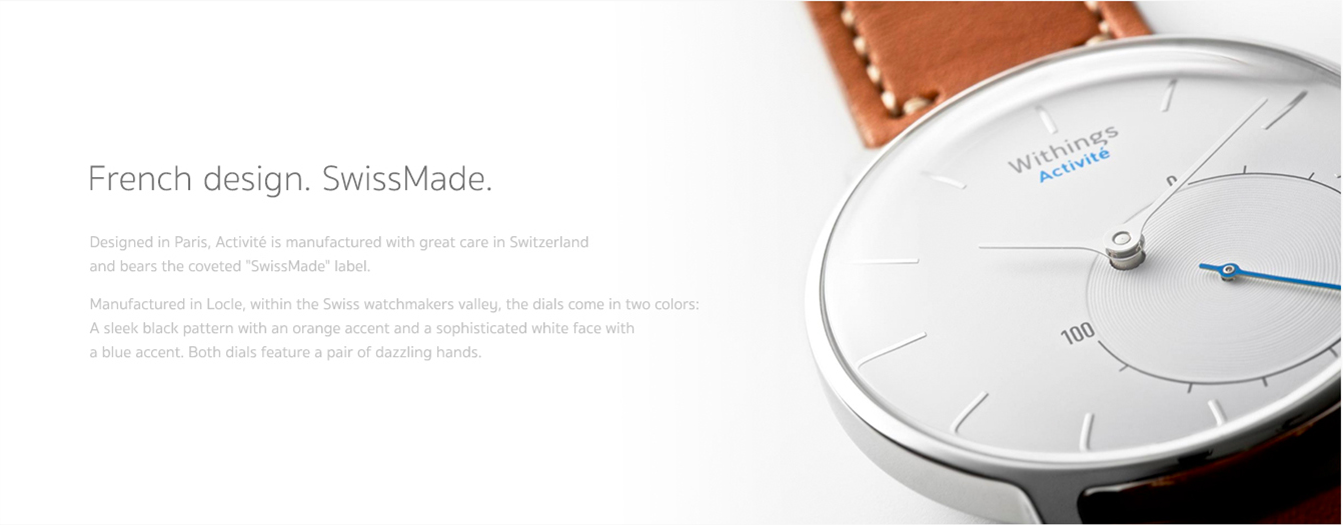 French design. SwissMade.
Designed in Paris, Activité is manufactured with great care in Switzerland
and bears the coveted "SwissMade" label.
Manufactured in Locle, within the Swiss watchmakers valley, the dials come in two colors:
A sleek black pattern with an orange accent and a sophisticated white face with
a blue accent. Both dials feature a pair of dazzling hands.
Withings
Activité
0
100